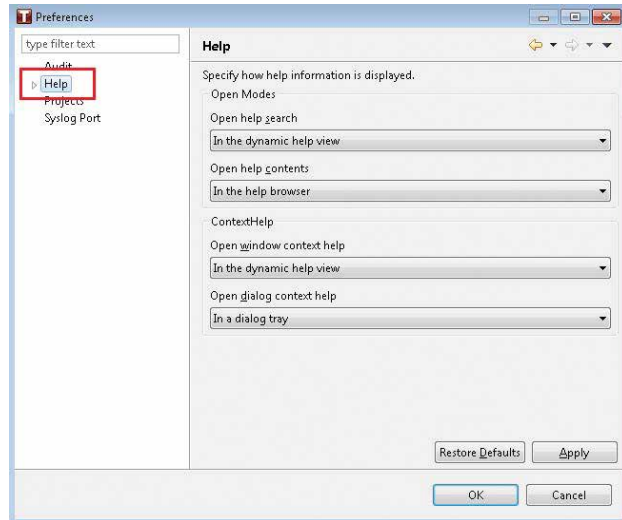 Preferences
type filter text
Audit
Help
Projects
Syslog Port
Help
Specify how help information is displayed.
Open Modes
Open help search
In the dynamic help view
Open help contents
In the help browser
ContextHelp
Open window context help
In the dynamic help view
Open dialog context help
In a dialog tray
Restore Defaults
Apply
OK
Cancel